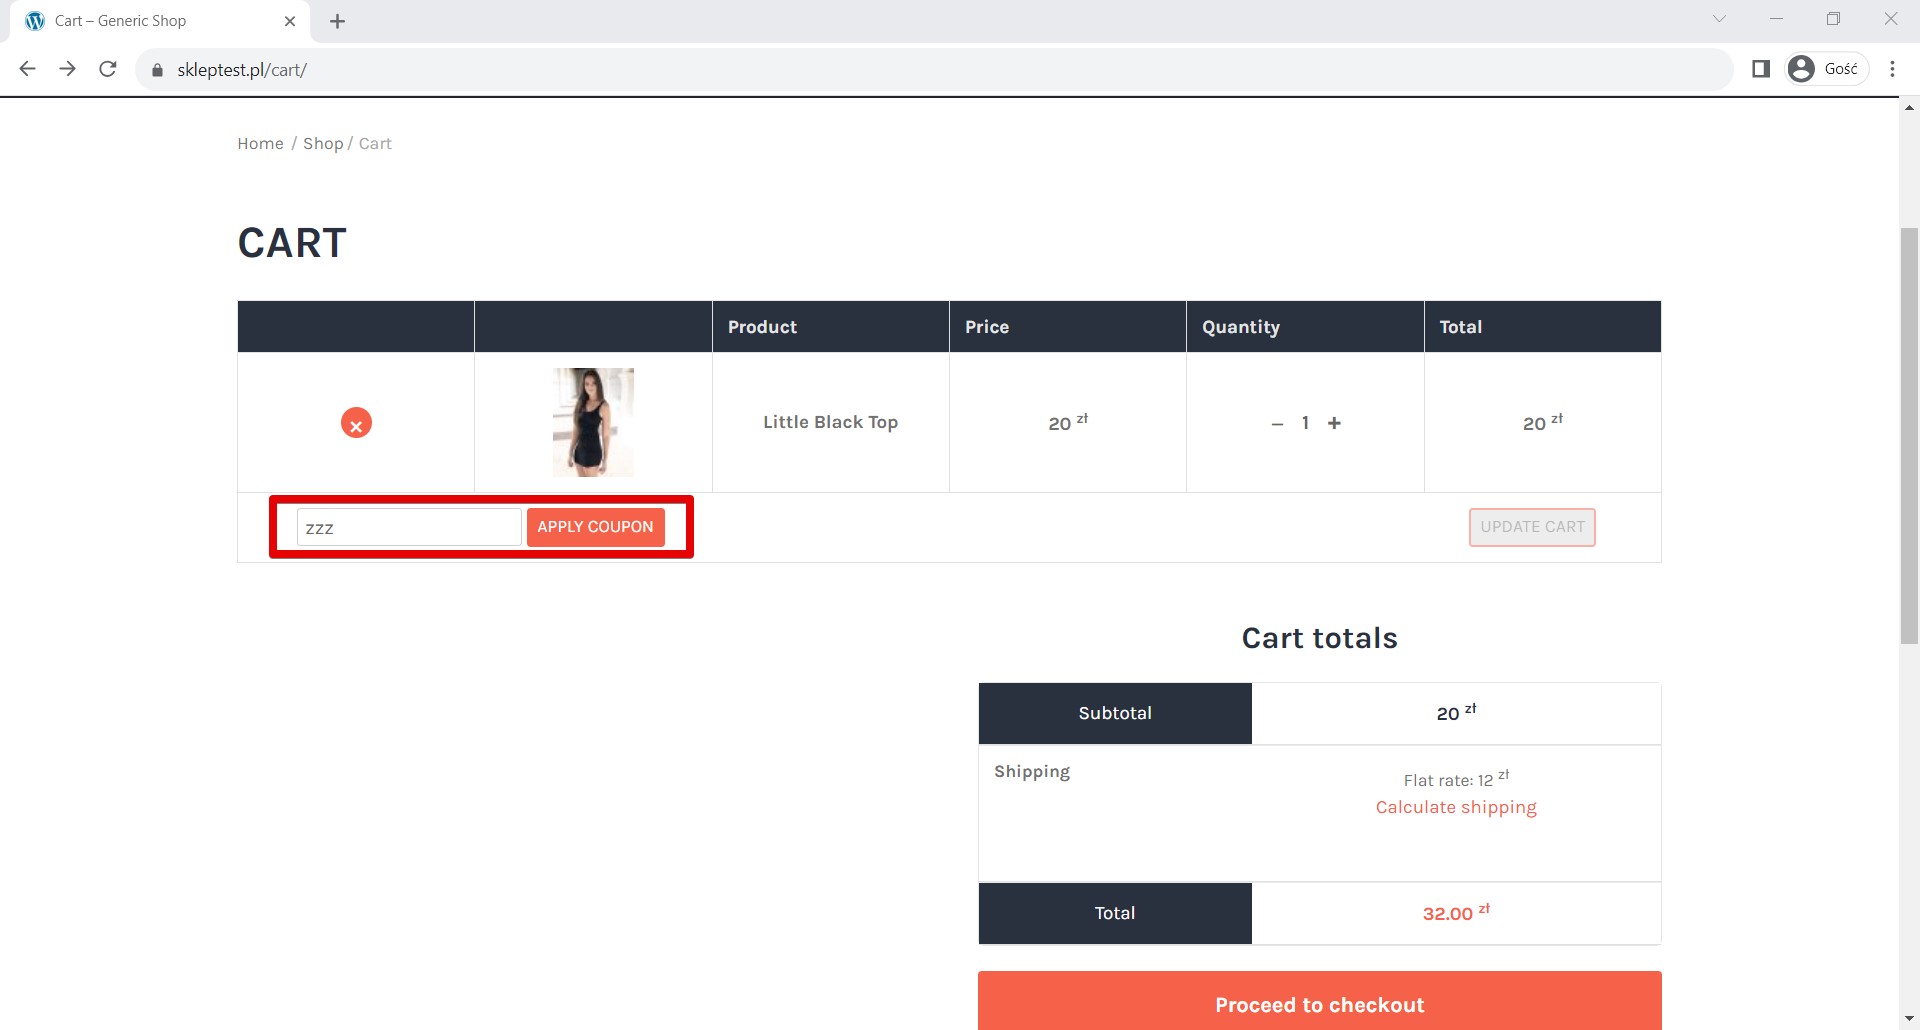 Cart – Generic Shop
skleptest.pl/cart/
Gość
Home / Shop / Cart
CART
Product Price Quantity Total
Little Black Top 20 zł – 1 + 20 zł
zzz APPLY COUPON UPDATE CART
Cart totals
Subtotal 20 zł
Shipping Flat rate: 12 zł
Calculate shipping
Total 32.00 zł
Proceed to checkout